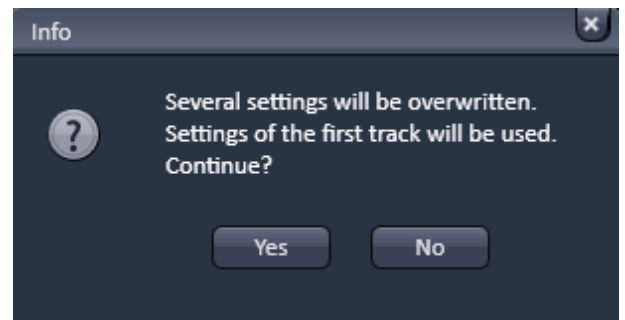 Info
Several settings will be overwritten.
Settings of the first track will be used.
Continue?
Yes No